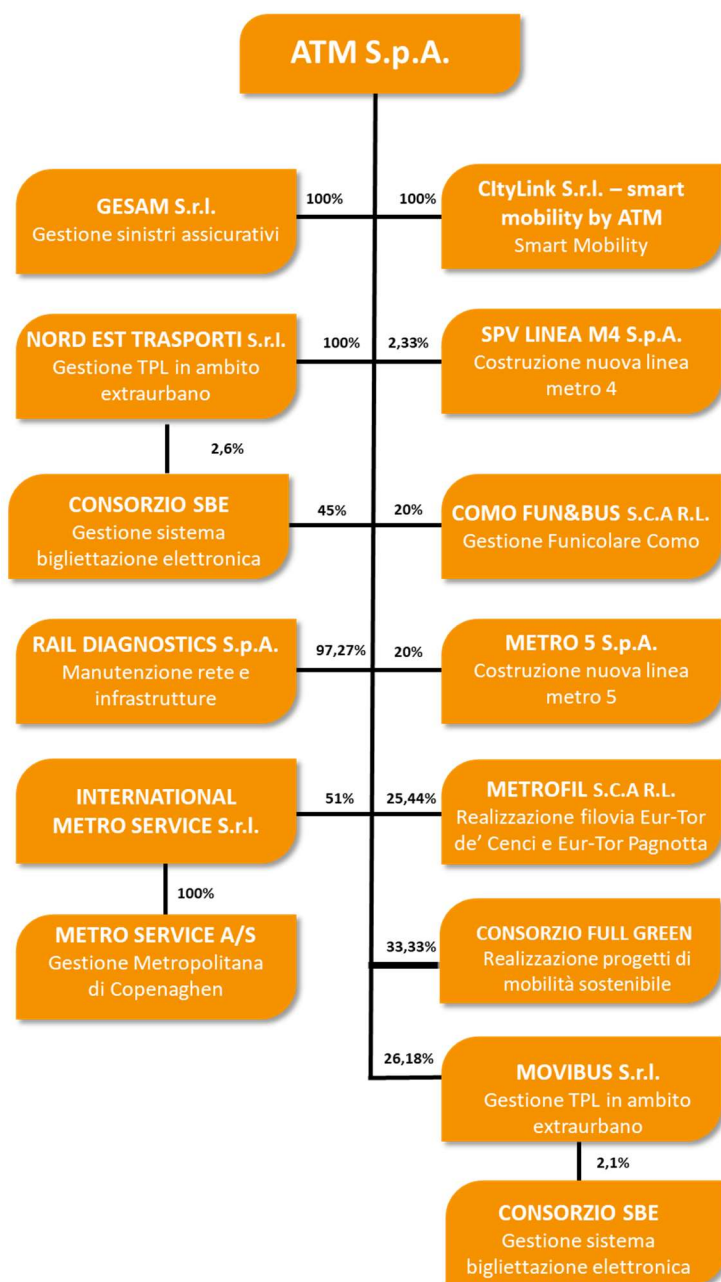 ATM S.p.A.
GESAM S.r.l.
Gestione sinistri assicurativi
100%
100%
CItyLink S.r.l. – smart
mobility by ATM
Smart Mobility
NORD EST TRASPORTI S.r.l.
Gestione TPL in ambito
extraurbano
100%
2,33%
SPV LINEA M4 S.p.A.
Costruzione nuova linea
metro 4
2,6%
CONSORZIO SBE
Gestione sistema
bigliettazione elettronica
45%
20%
COMO FUN&BUS S.C.A R.L.
Gestione Funicolare Como
RAIL DIAGNOSTICS S.p.A.
Manutenzione rete e
infrastrutture
97,27%
20%
METRO 5 S.p.A.
Costruzione nuova linea
metro 5
INTERNATIONAL
METRO SERVICE S.r.l.
51%
25,44%
METROFIL S.C.A R.L.
Realizzazione filovia Eur-Tor
de’ Cenci e Eur-Tor Pagnotta
100%
METRO SERVICE A/S
Gestione Metropolitana
di Copenaghen
33,33%
CONSORZIO FULL GREEN
Realizzazione progetti di
mobilità sostenibile
26,18%
MOVIBUS S.r.l.
Gestione TPL in ambito
extraurbano
2,1%
CONSORZIO SBE
Gestione sistema
bigliettazione elettronica